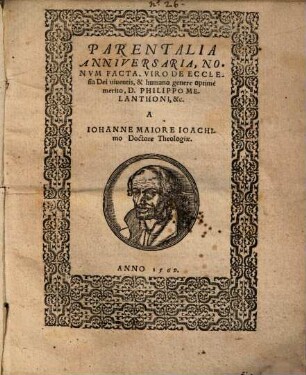 N° 26.
PARENTALIA
ANNIVERSARIA, NO-
NVM FACTA, VIRO DE ECCLE-
sia Dei viuentis, & humano genere optimè
merito, D. PHILIPPO ME-
LANTHONI, &c.
A
IOHANNE MAIORE IOACHI-
mo Doctore Theologiæ.
ANNO 1569.